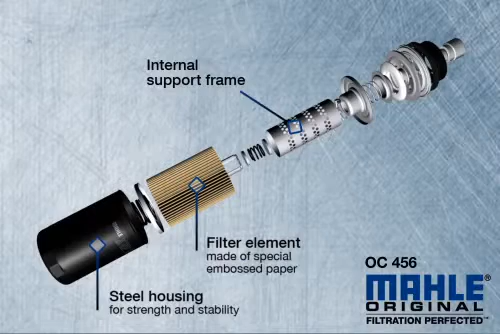 Internal
support frame
Filter element
made of special
embossed paper
Steel housing
for strength and stability
OC 456
MAHLE®
ORIGINAL
FILTRATION PERFECTED™